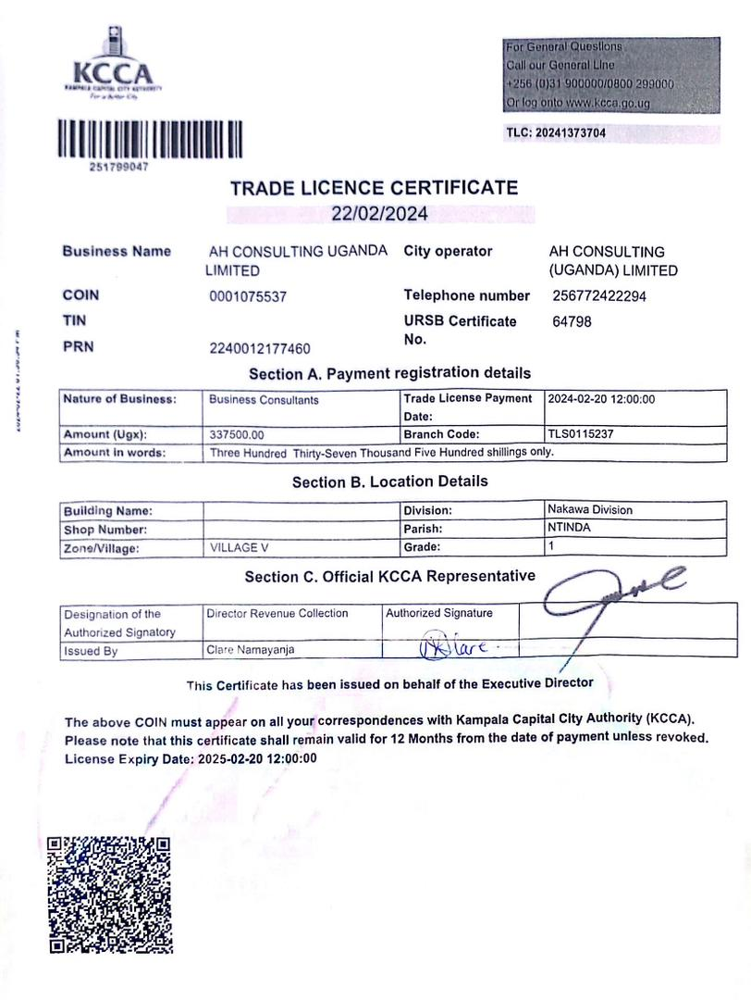 KCCA
KAMPALA CAPITAL CITY AUTHORITY
For a Better City
For General Questions
Call our General Line
+256 (0)31 900000/0800 299000
Or log onto www.kcca.go.ug
TLC: 20241373704
251799047
TRADE LICENCE CERTIFICATE
22/02/2024
Business Name AH CONSULTING UGANDA LIMITED City operator AH CONSULTING (UGANDA) LIMITED
COIN 0001075537 Telephone number 256772422294
TIN URSB Certificate No. 64798
PRN 2240012177460
Section A. Payment registration details
Nature of Business: Business Consultants Trade License Payment Date: 2024-02-20 12:00:00
Amount (Ugx): 337500.00 Branch Code: TLS0115237
Amount in words: Three Hundred Thirty-Seven Thousand Five Hundred shillings only.
Section B. Location Details
Building Name: Division: Nakawa Division
Shop Number: Parish: NTINDA
Zone/Village: VILLAGE V Grade: 1
Section C. Official KCCA Representative
Designation of the Authorized Signatory Director Revenue Collection Authorized Signature
Issued By Clare Namayanja
This Certificate has been issued on behalf of the Executive Director
The above COIN must appear on all your correspondences with Kampala Capital City Authority (KCCA).
Please note that this certificate shall remain valid for 12 Months from the date of payment unless revoked.
License Expiry Date: 2025-02-20 12:00:00